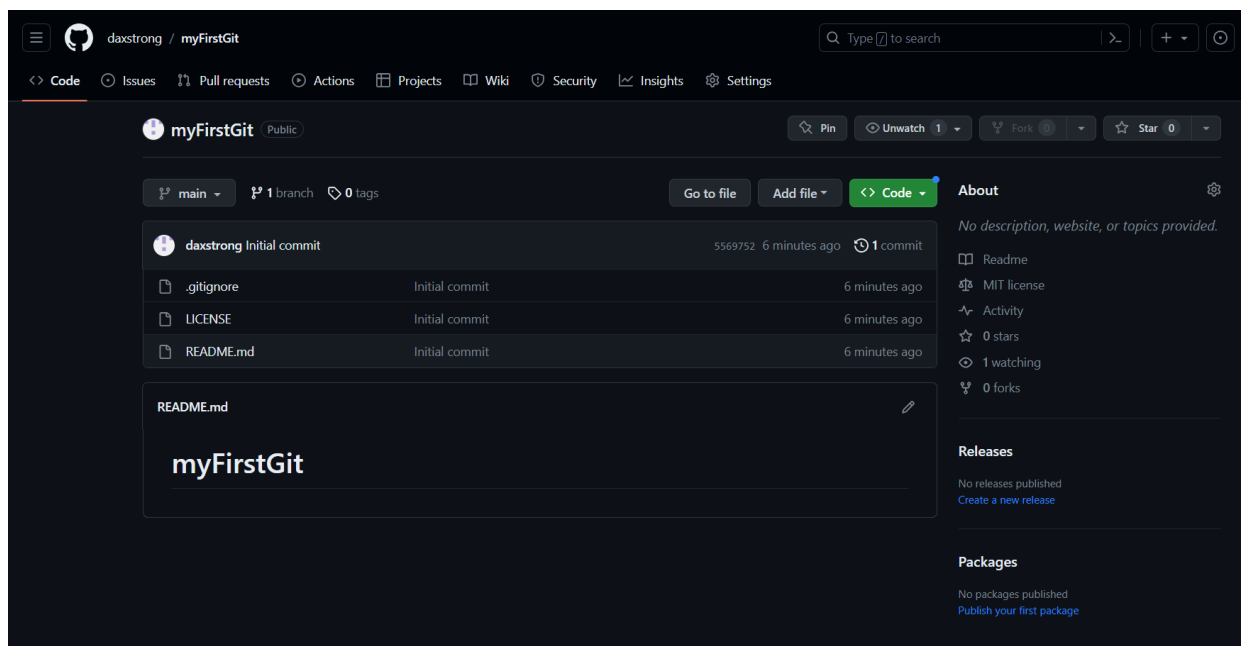 daxstrong / myFirstGit
Type / to search
Code Issues Pull requests Actions Projects Wiki Security Insights Settings
myFirstGit Public
Pin Unwatch 1 Fork 0 Star 0
main 1 branch 0 tags
Go to file Add file Code
daxstrong Initial commit 5569752 6 minutes ago 1 commit
.gitignore Initial commit 6 minutes ago
LICENSE Initial commit 6 minutes ago
README.md Initial commit 6 minutes ago
README.md
myFirstGit
About
No description, website, or topics provided.
Readme
MIT license
Activity
0 stars
1 watching
0 forks
Releases
No releases published
Create a new release
Packages
No packages published
Publish your first package